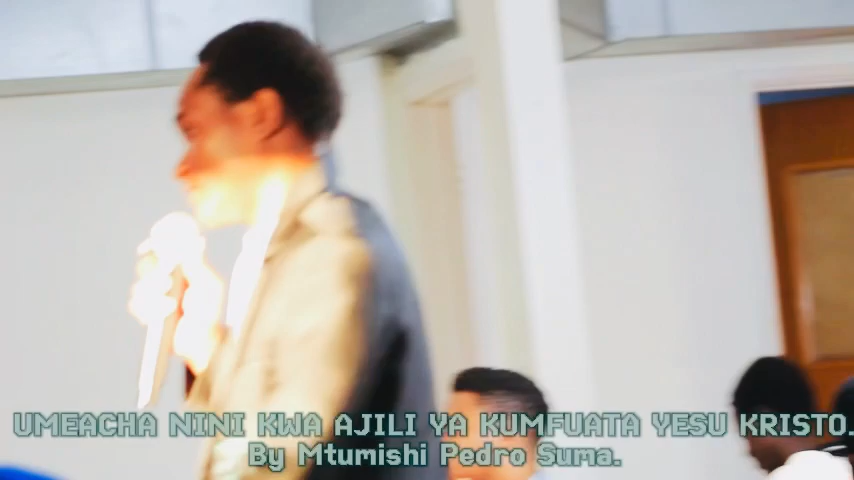 UMEACHA NINI KWA AJILI YA KUMFUATA YESU KRISTO.
By Mtumishi Pedro Suma.